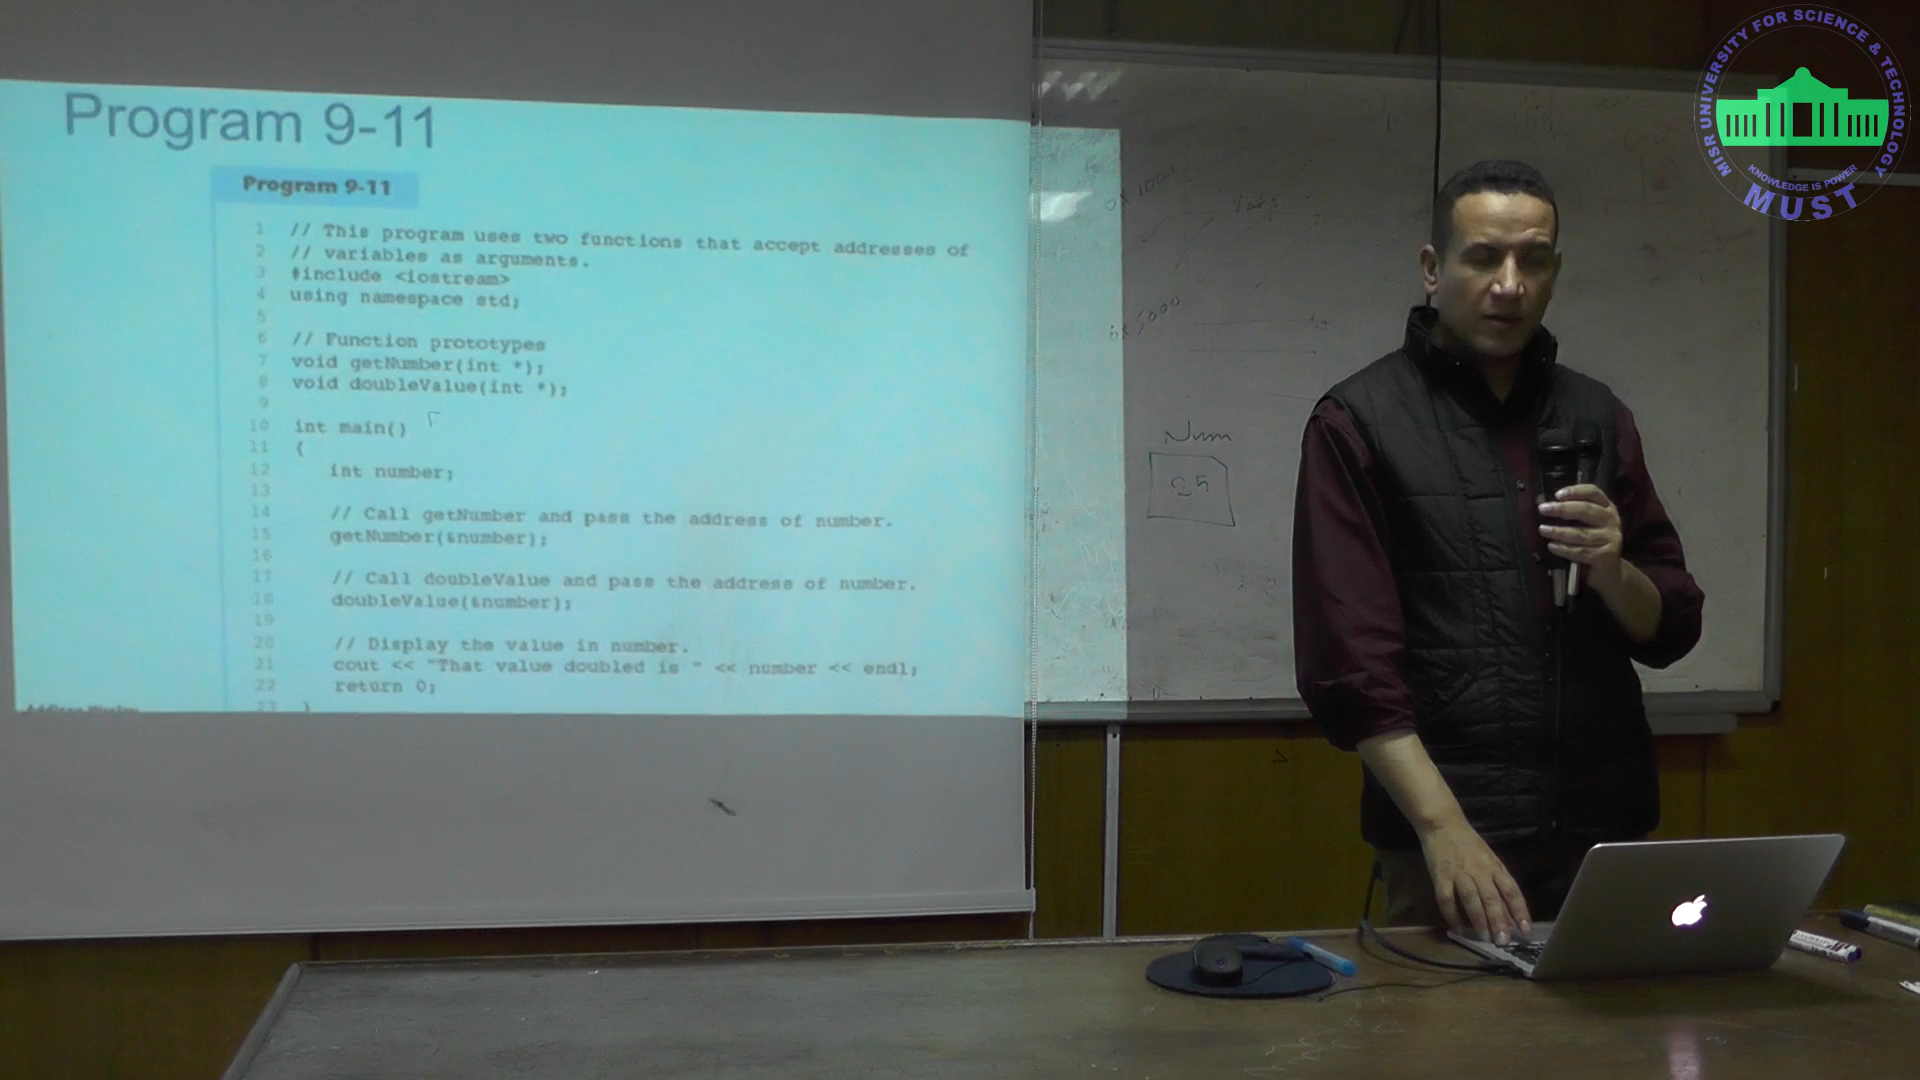 Program 9-11
Program 9-11
1 // This program uses two functions that accept addresses of
2 // variables as arguments.
3 #include <iostream>
4 using namespace std;
5
6 // Function prototypes
7 void getNumber(int *);
8 void doubleValue(int *);
9
10 int main()
11 {
12 int number;
13
14 // Call getNumber and pass the address of number.
15 getNumber(&number);
16
17 // Call doubleValue and pass the address of number.
18 doubleValue(&number);
19
20 // Display the value in number.
21 cout << "That value doubled is " << number << endl;
22 return 0;
23 }
0x5000
Num
25
MISR UNIVERSITY FOR SCIENCE & TECHNOLOGY
KNOWLEDGE IS POWER
MUST